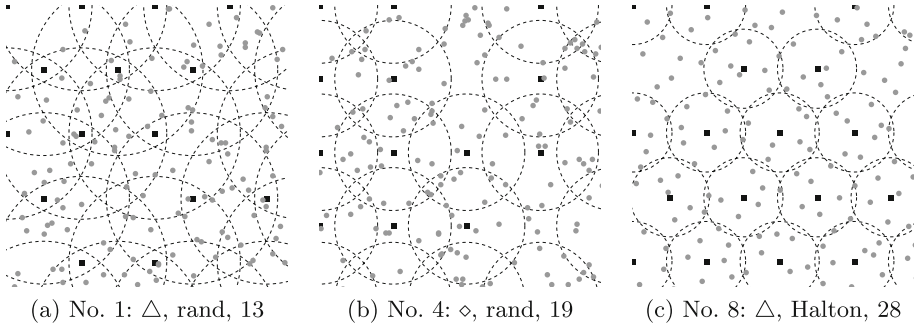 (a) No. 1: △, rand, 13
(b) No. 4: ⋄, rand, 19
(c) No. 8: △, Halton, 28